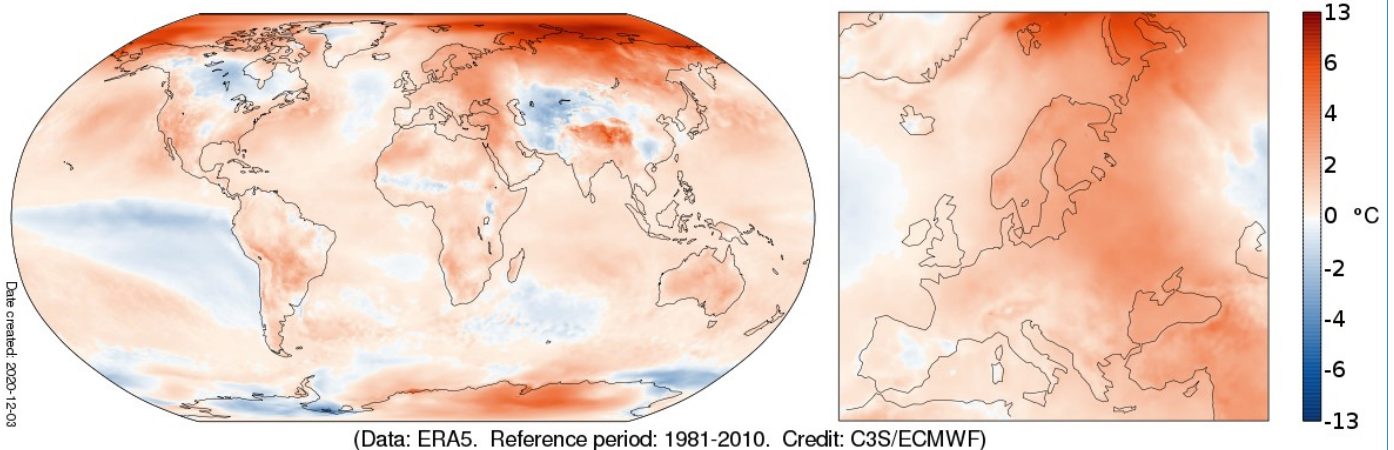 13
6
4
2
0 °C
-2
-4
-6
-13
Date created: 2020-12-03
(Data: ERA5. Reference period: 1981-2010. Credit: C3S/ECMWF)